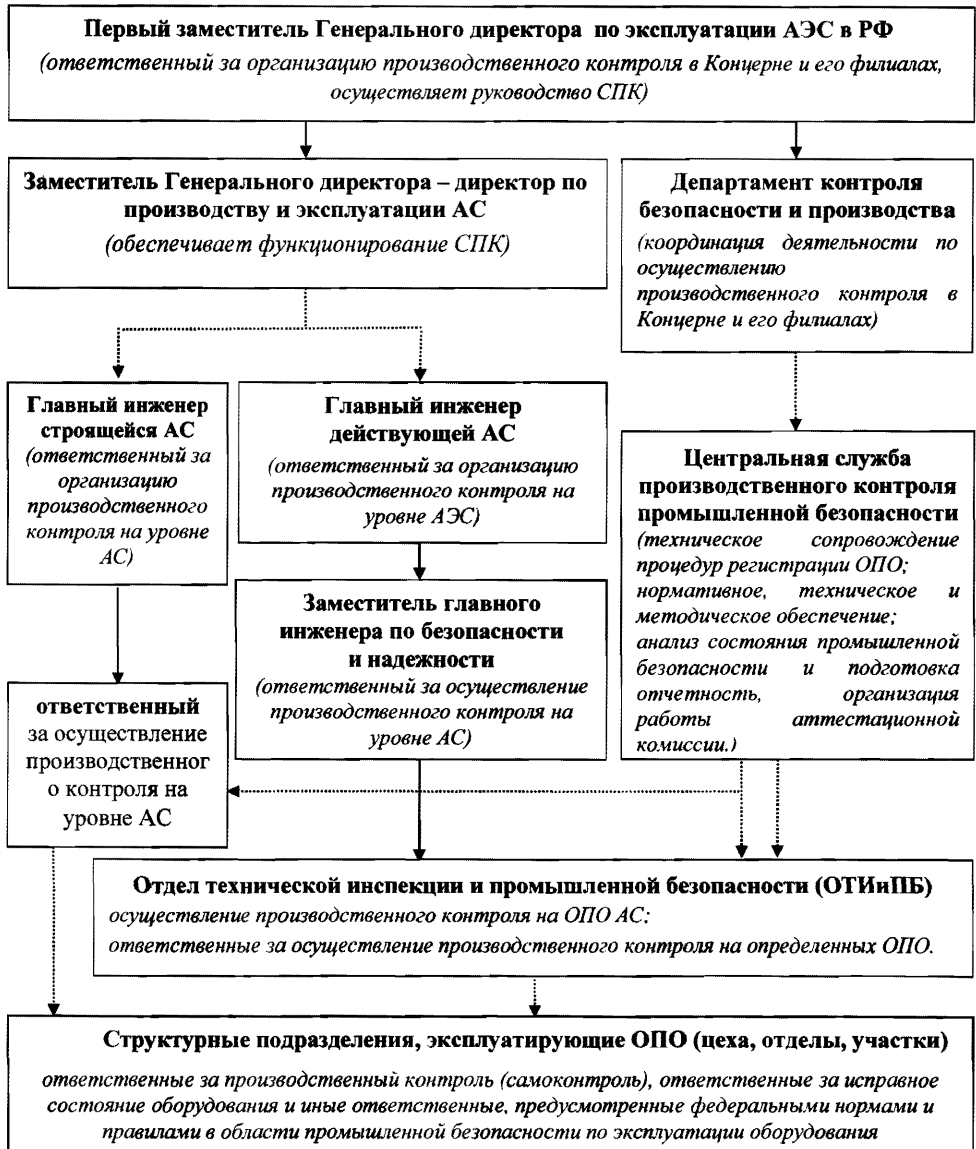 Первый заместитель Генерального директора по эксплуатации АЭС в РФ
(ответственный за организацию производственного контроля в Концерне и его филиалах,
осуществляет руководство СПК)
Заместитель Генерального директора – директор по
производству и эксплуатации АС
(обеспечивает функционирование СПК)
Департамент контроля
безопасности и производства
(координация деятельности по
осуществлению
производственного контроля в
Концерне и его филиалах)
Главный инженер
строящейся АС
(ответственный за
организацию
производственного
контроля на уровне
АС)
Главный инженер
действующей АС
(ответственный за организацию
производственного контроля на
уровне АЭС)
Центральная служба
производственного контроля
промышленной безопасности
(техническое сопровождение
процедур регистрации ОПО;
нормативное, техническое и
методическое обеспечение;
анализ состояния промышленной
безопасности и подготовка
отчетность, организация
работы аттестационной
комиссии.)
Заместитель главного
инженера по безопасности
и надежности
(ответственный за осуществление
производственного контроля на
уровне АС)
ответственный
за осуществление
производственног
о контроля на
уровне АС
Отдел технической инспекции и промышленной безопасности (ОТИиПБ)
осуществление производственного контроля на ОПО АС;
ответственные за осуществление производственного контроля на определенных ОПО.
Структурные подразделения, эксплуатирующие ОПО (цеха, отделы, участки)
ответственные за производственный контроль (самоконтроль), ответственные за исправное
состояние оборудования и иные ответственные, предусмотренные федеральными нормами и
правилами в области промышленной безопасности по эксплуатации оборудования